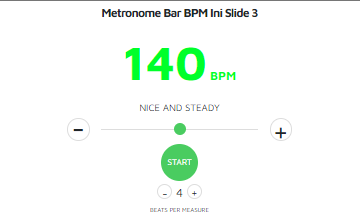 Metronome Bar BPM Ini Slide 3
140 BPM
NICE AND STEADY
- +
START
- 4 +
BEATS PER MEASURE